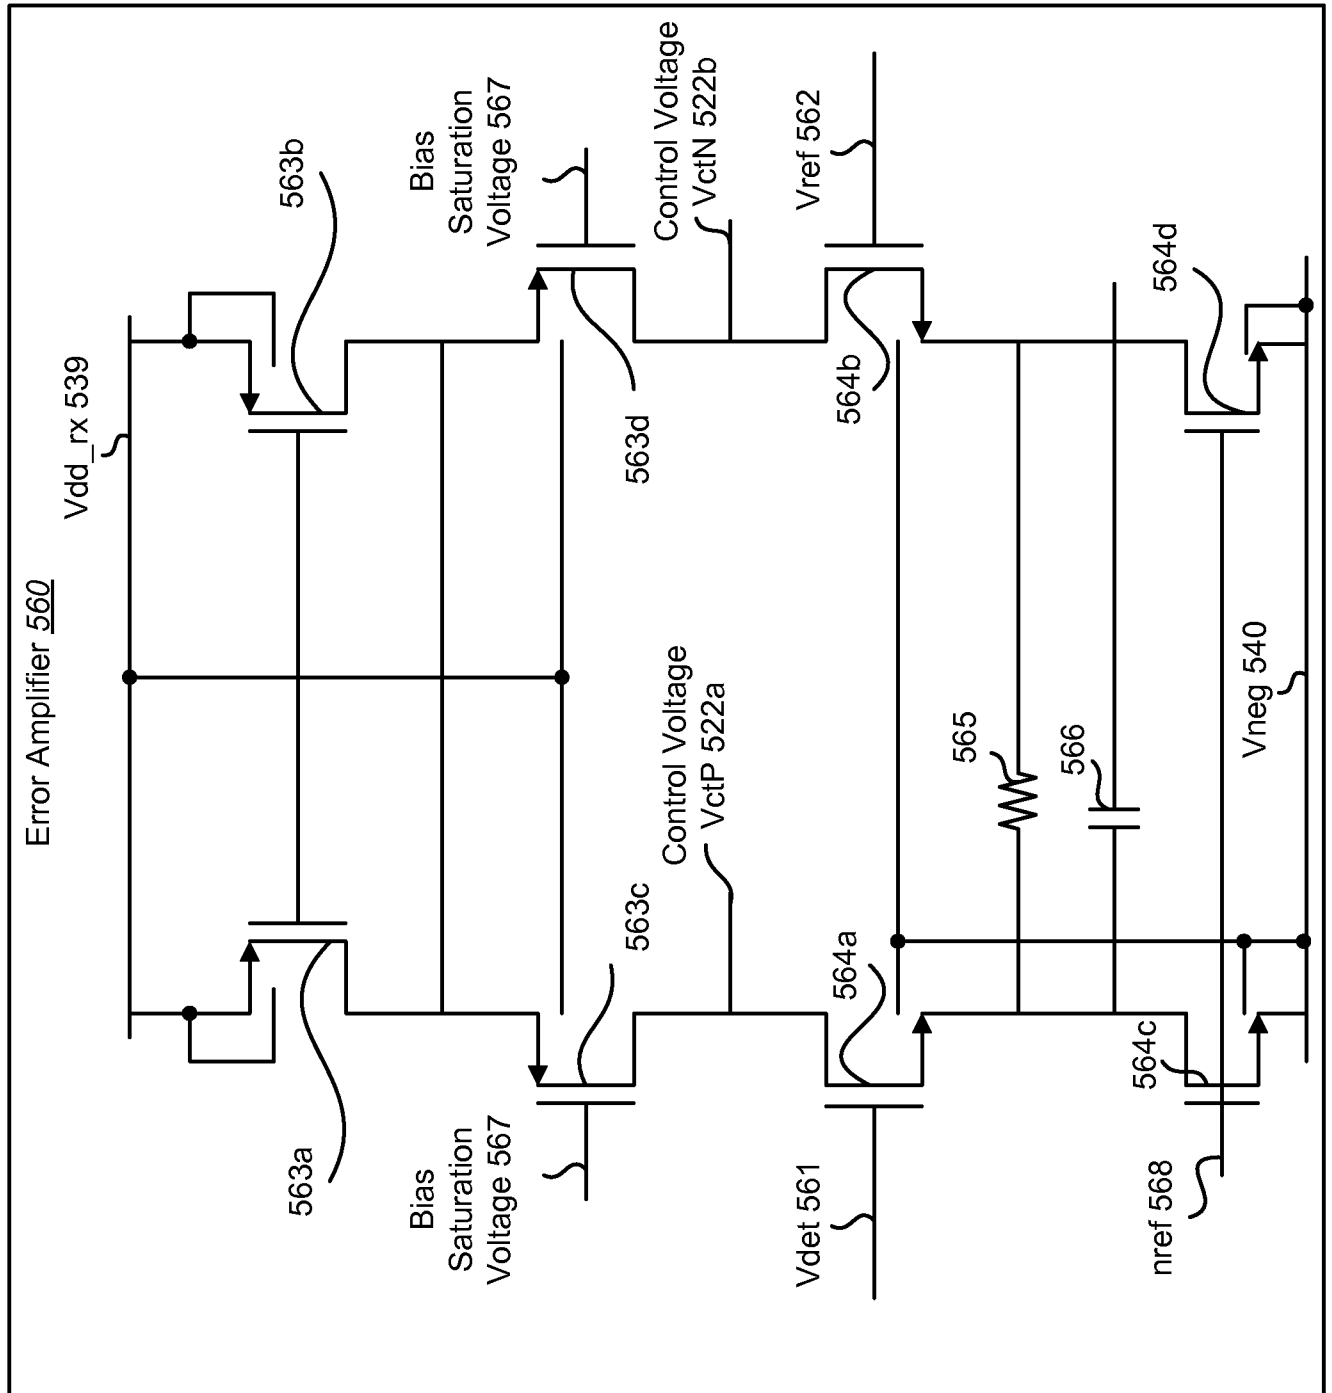 Error Amplifier 560
Vdd_rx 539
563a
563b
Bias
Saturation
Voltage 567
Bias
Saturation
Voltage 567
563c
563d
Control Voltage
VctP 522a
Control Voltage
VctN 522b
Vdet 561
564a
564b
Vref 562
565
566
nref 568
564c
Vneg 540
564d